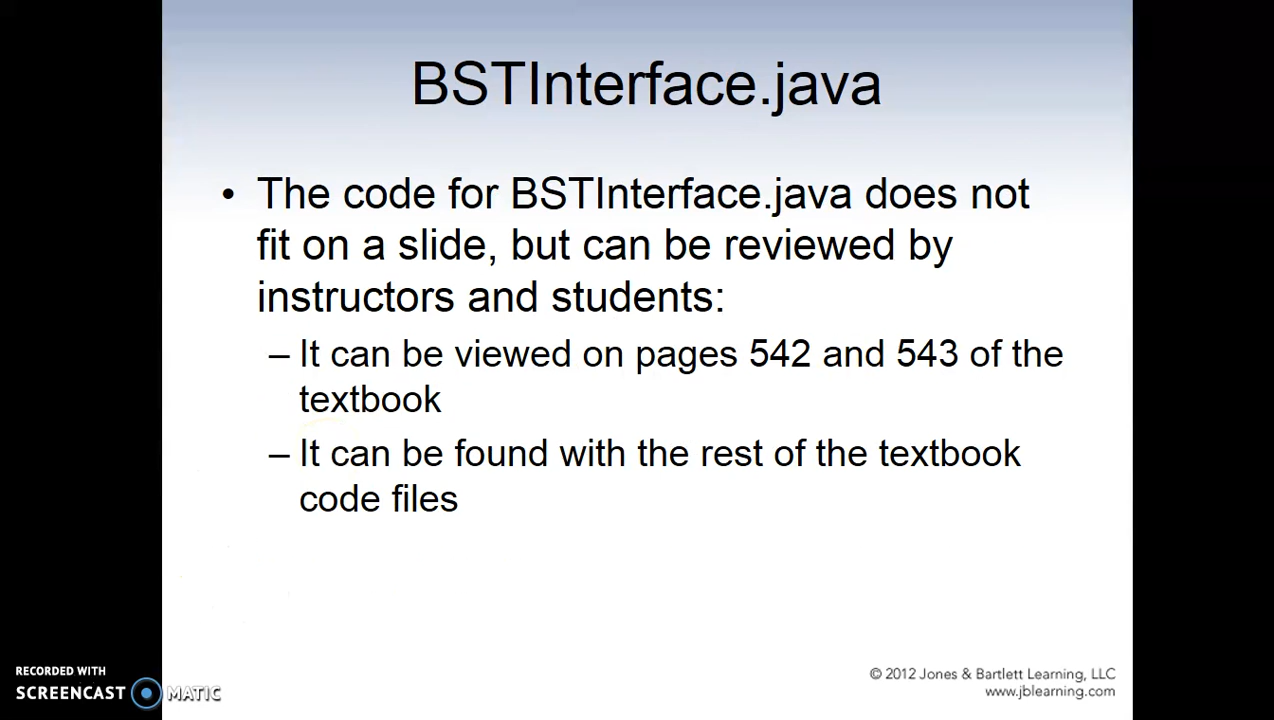 BSTInterface.java
• The code for BSTInterface.java does not
fit on a slide, but can be reviewed by
instructors and students:
– It can be viewed on pages 542 and 543 of the
textbook
– It can be found with the rest of the textbook
code files
RECORDED WITH
SCREENCAST MATIC
© 2012 Jones & Bartlett Learning, LLC
www.jblearning.com